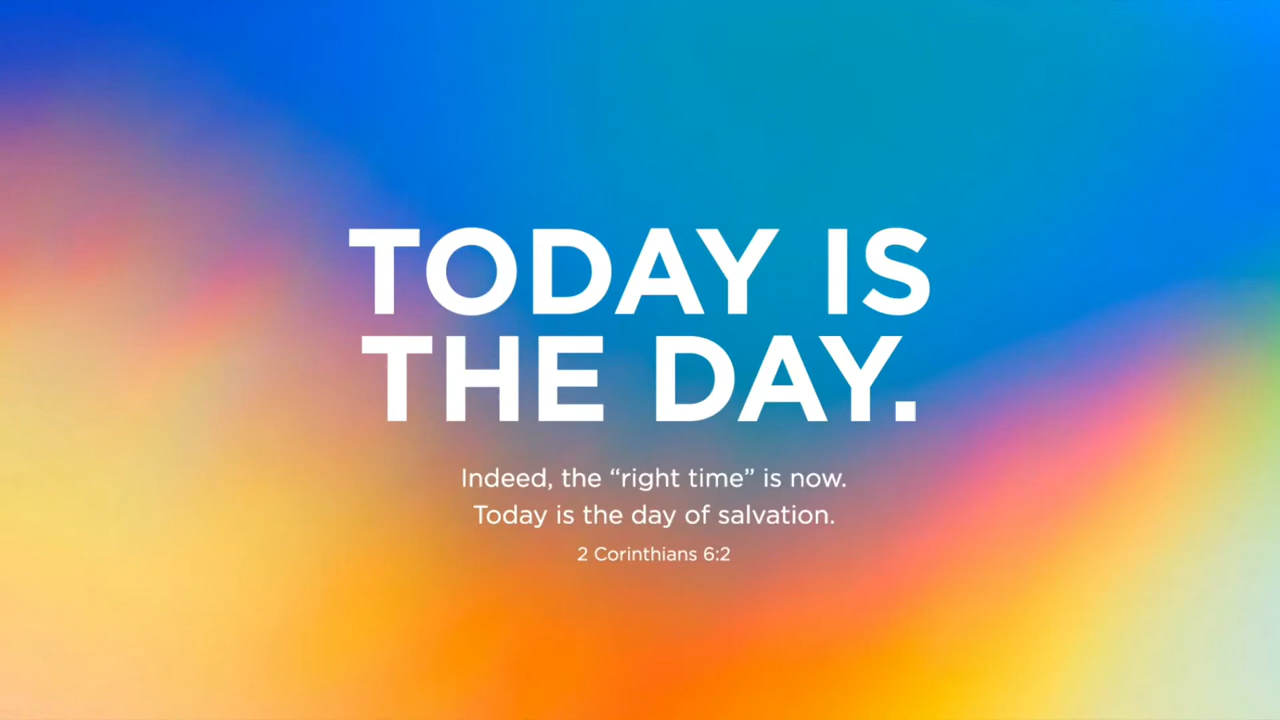 TODAY IS
THE DAY.
Indeed, the “right time” is now.
Today is the day of salvation.
2 Corinthians 6:2